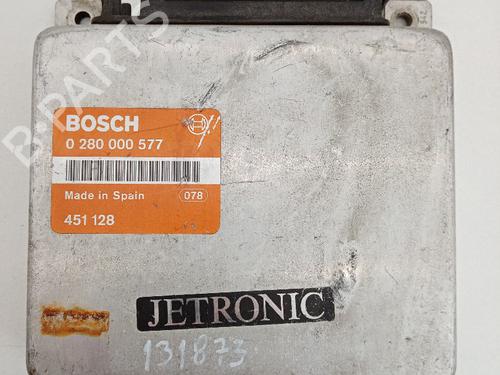 BOSCH
0 280 000 577
Made in Spain
078
451 128
JETRONIC
131873
B-PARTS